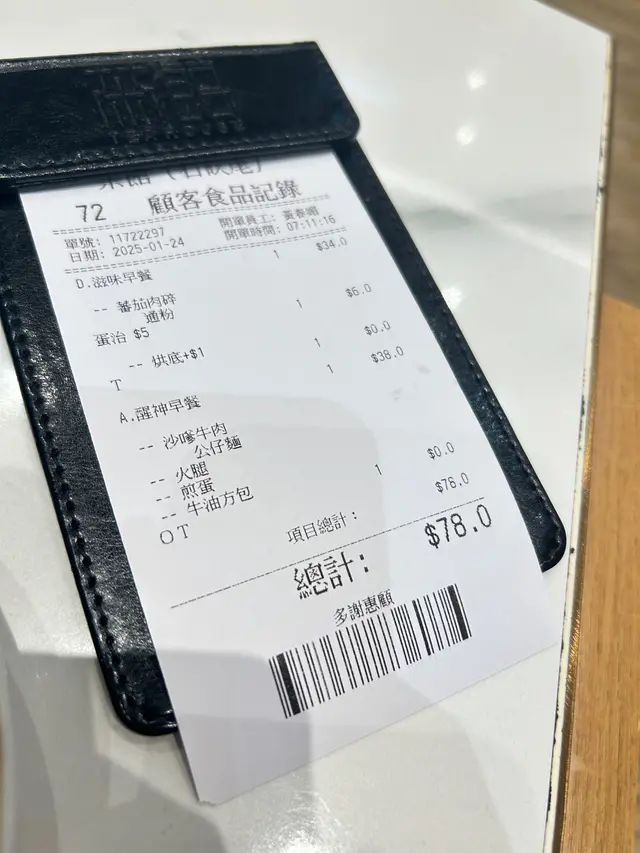 72 顧客食品記錄
單號: 11722297 開單員工:
日期: 2025-01-24 開單時間: 07:11:16
D.滋味早餐 1 $34.0
-- 蕃茄肉碎
通粉
蛋治 $5 1 $6.0
-- 烘底+$1
T 1 $0.0
A.醒神早餐 1 $38.0
-- 沙嗲牛肉
公仔麵
-- 火腿
-- 煎蛋
-- 牛油方包
OT 1 $0.0
項目總計: $78.0
總計: $78.0
多謝惠顧